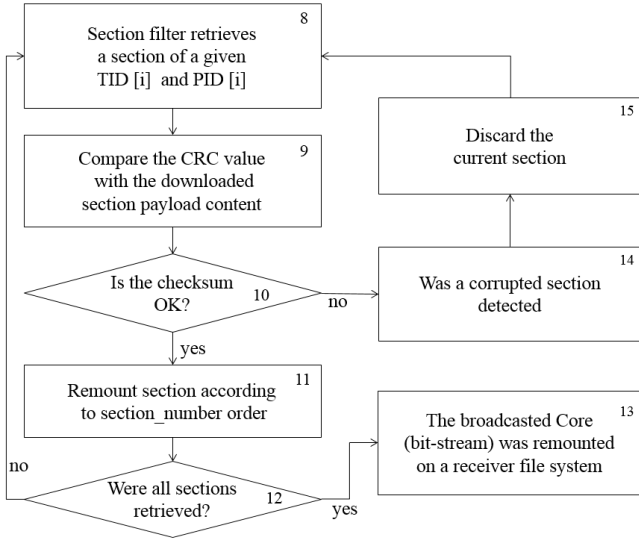 8
Section filter retrieves
a section of a given
TID [i]  and PID [i]
9
Compare the CRC value
with the downloaded
section payload content
Is the checksum
OK?
10
no
yes
11
Remount section according
to section_number order
Were all sections
retrieved?
12
no
yes
15
Discard the
current section
14
Was a corrupted section
detected
13
The broadcasted Core
(bit-stream) was remounted
on a receiver file system